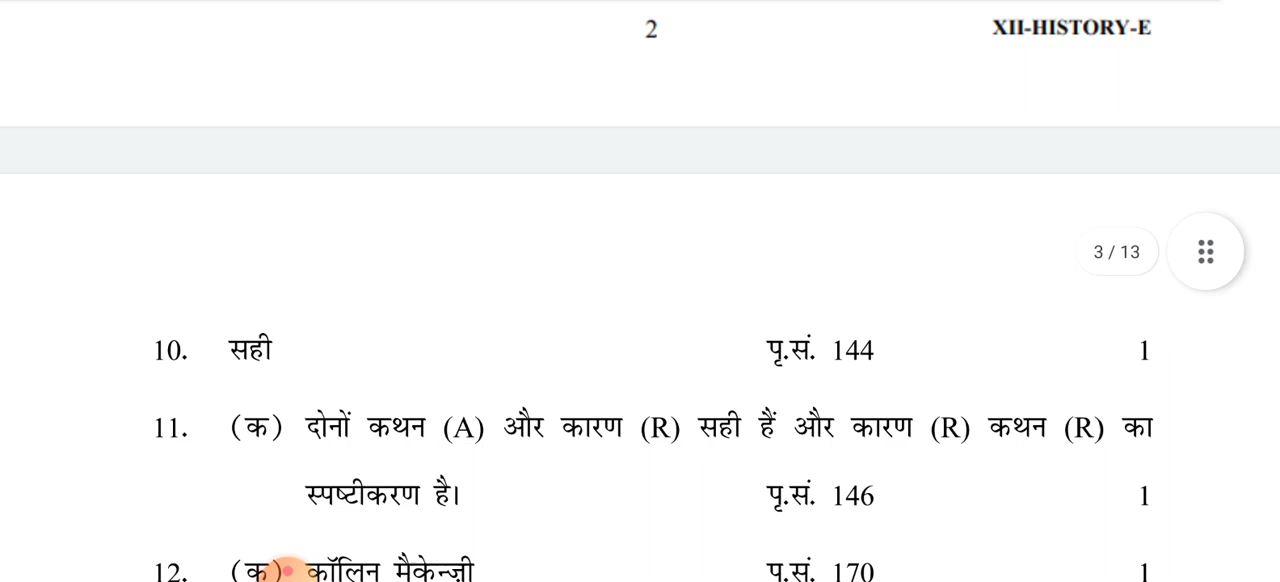 2 XII-HISTORY-E
3 / 13
10. सही पृ.सं. 144 1
11. (क) दोनों कथन (A) और कारण (R) सही हैं और कारण (R) कथन (R) का
स्पष्टीकरण है। पृ.सं. 146 1
12. (क) कॉलिन मैकेन्ज़ी पृ.सं. 170 1